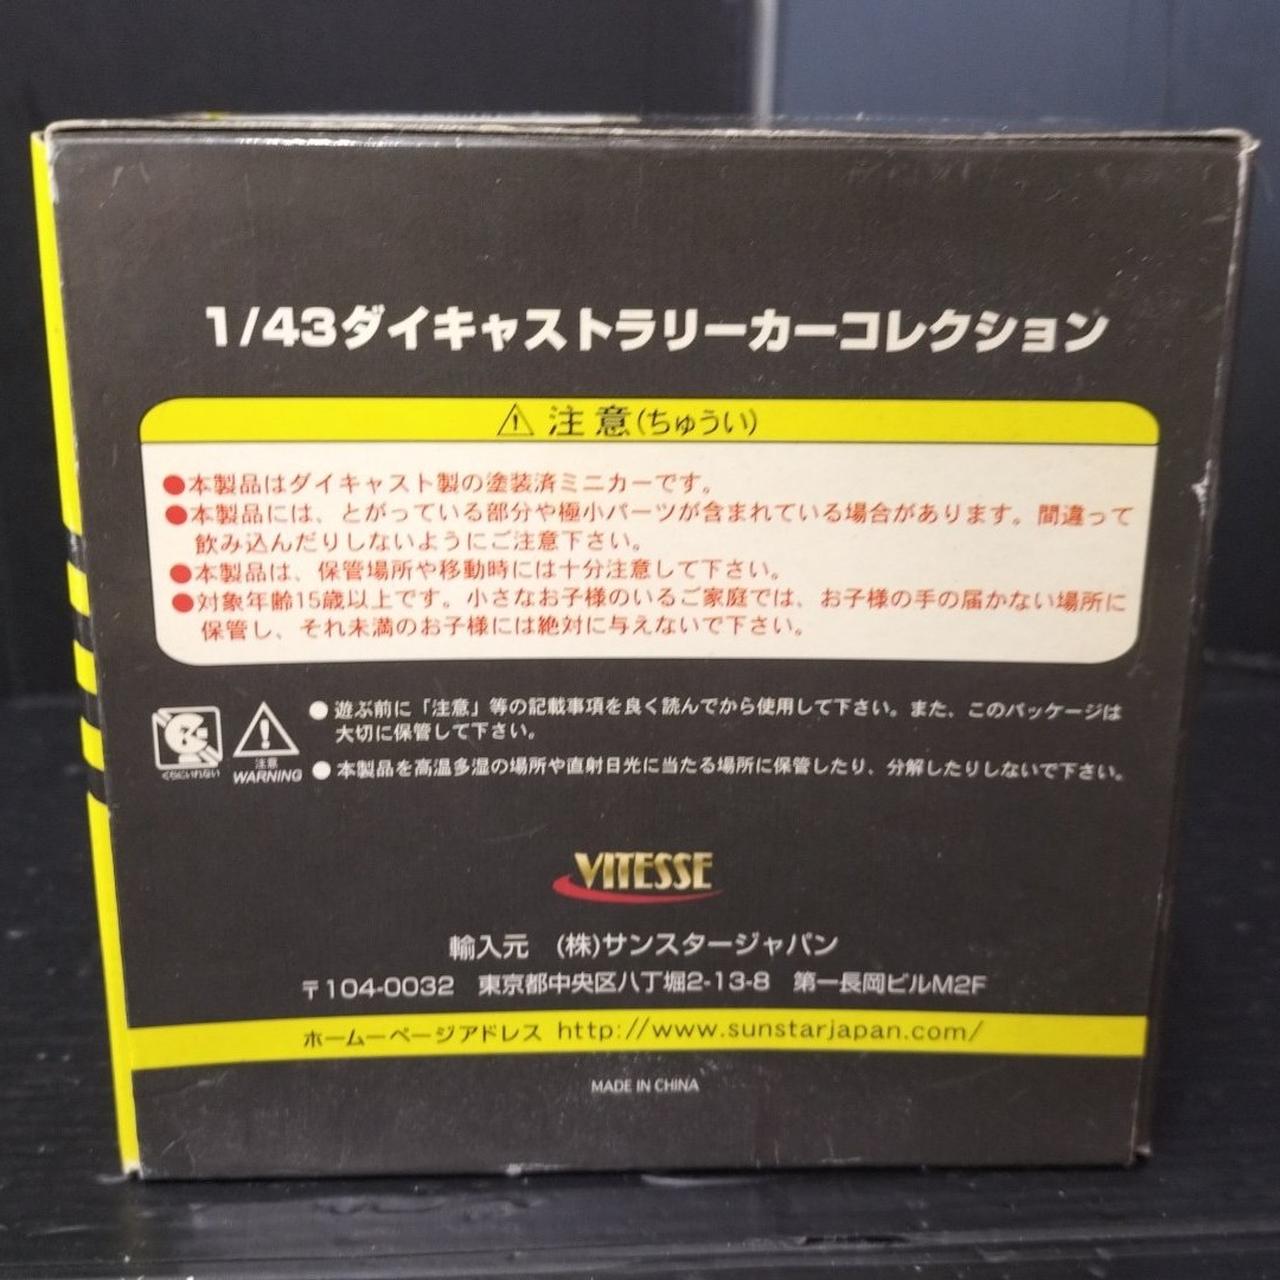 1/43ダイキャストラリーカーコレクション
⚠ 注意(ちゅうい)
●本製品はダイキャスト製の塗装済ミニカーです。
●本製品には、とがっている部分や極小パーツが含まれている場合があります。間違って
飲み込んだりしないようにご注意下さい。
●本製品は、保管場所や移動時には十分注意して下さい。
●対象年齢15歳以上です。小さなお子様のいるご家庭では、お子様の手の届かない場所に
保管し、それ未満のお子様には絶対に与えないで下さい。
●遊ぶ前に「注意」等の記載事項を良く読んでから使用して下さい。また、このパッケージは
大切に保管して下さい。
くちにいれない
注意
WARNING
●本製品を高温多湿の場所や直射日光に当たる場所に保管したり、分解したりしないで下さい。
VITESSE
輸入元 (株)サンスタージャパン
〒104-0032 東京都中央区八丁堀2-13-8 第一長岡ビルM2F
ホームーページアドレス http://www.sunstarjapan.com/
MADE IN CHINA